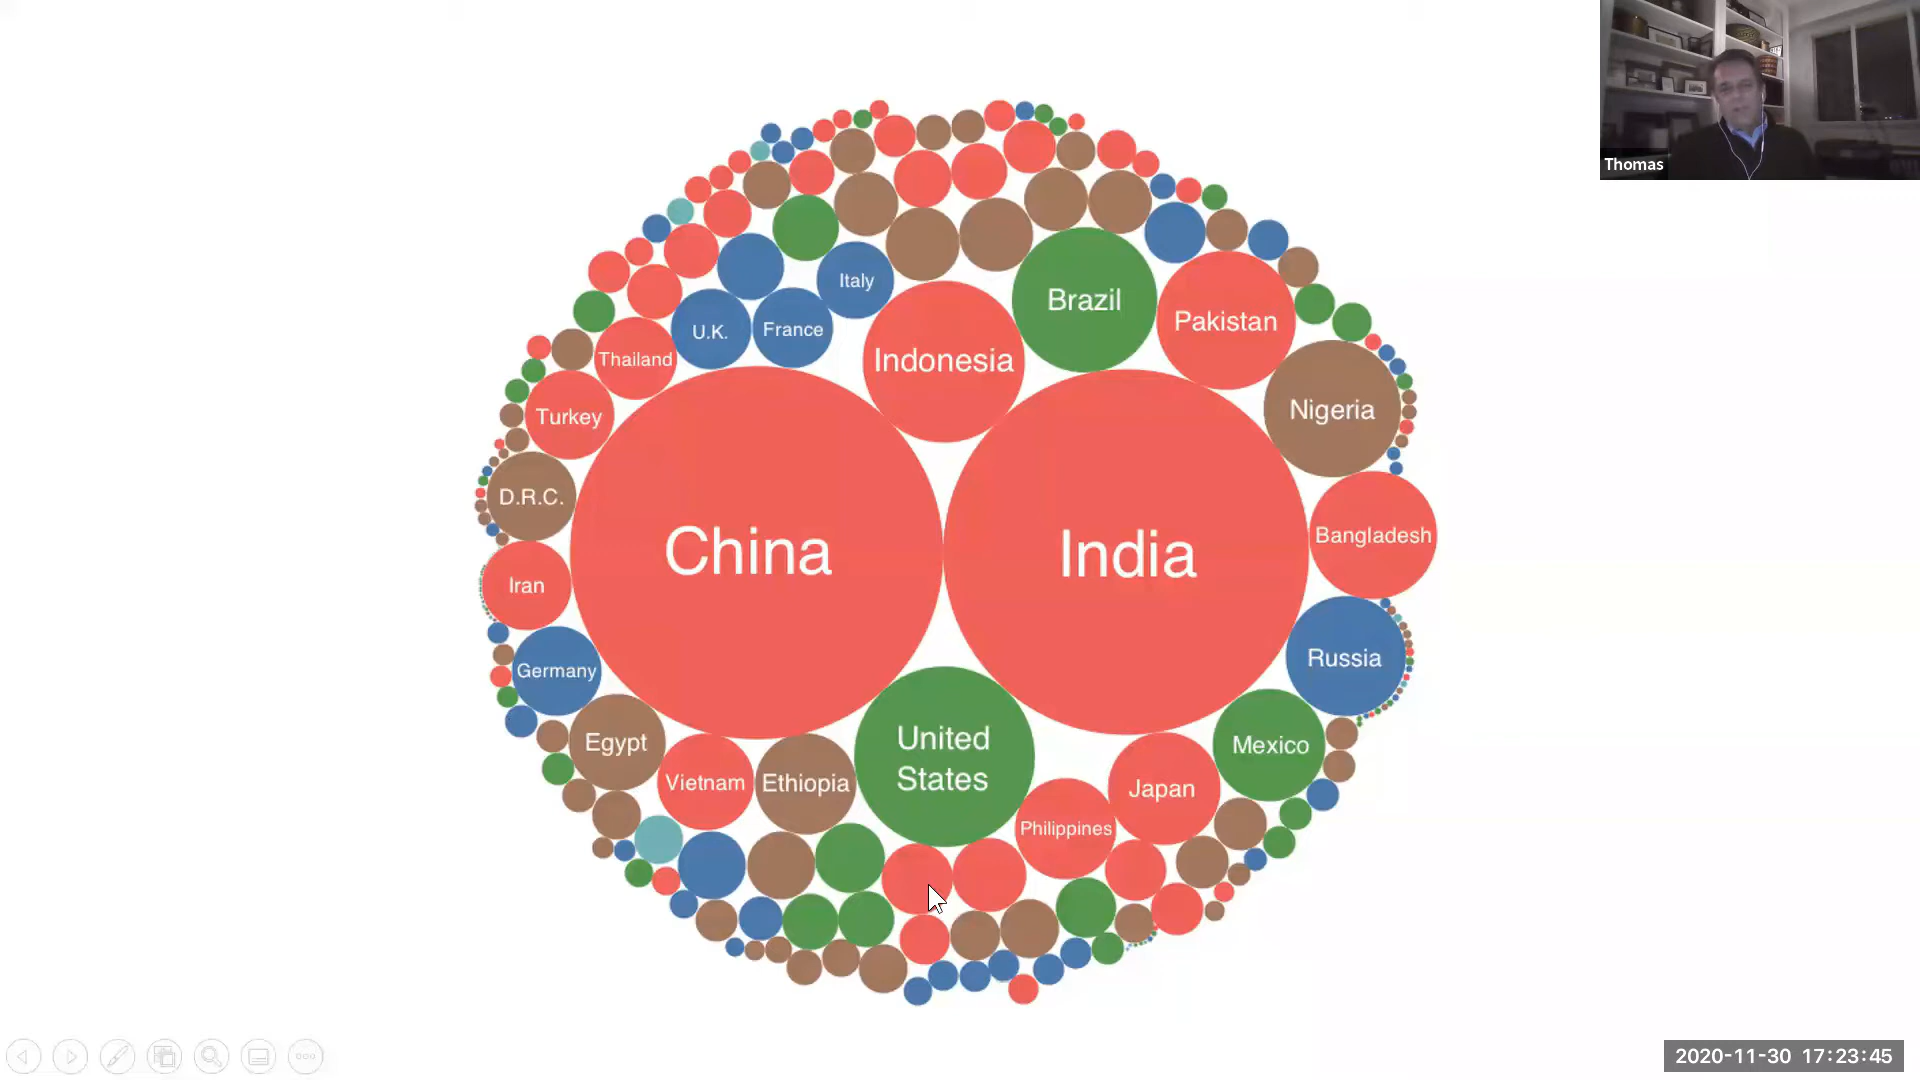 Thomas
Italy
Brazil
Pakistan
U.K.
France
Indonesia
Thailand
Nigeria
Turkey
D.R.C.
China
India
Bangladesh
Iran
Germany
Russia
Egypt
United
States
Mexico
Vietnam
Ethiopia
Japan
Philippines
2020-11-30 17:23:45